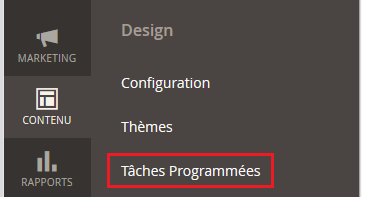 MARKETING
CONTENU
RAPPORTS
Design
Configuration
Thèmes
Tâches Programmées